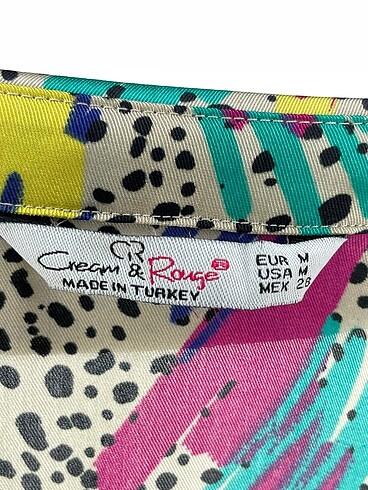 Cream & Rouge
MADE IN TURKEY
EUR M
USA M
MEX 28